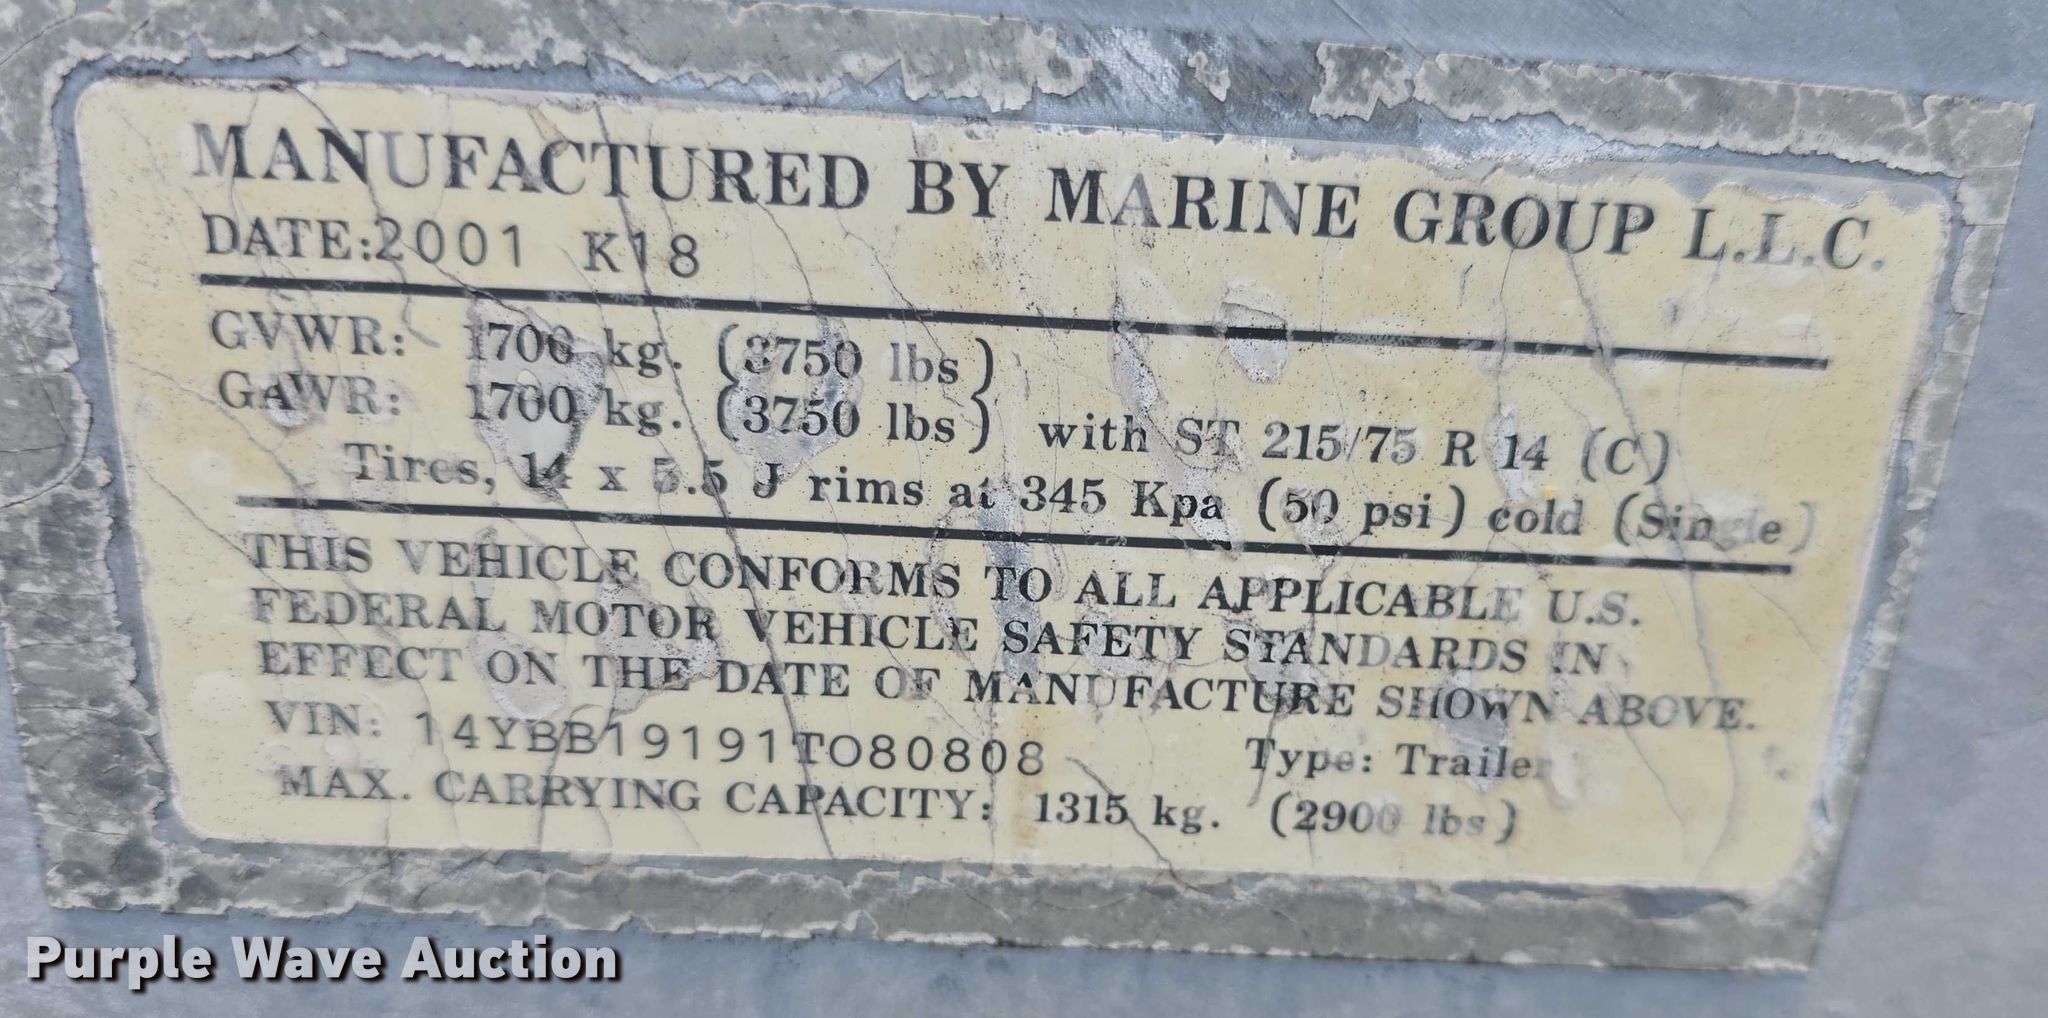 MANUFACTURED BY MARINE GROUP L.L.C.
DATE:2001 K18
GVWR: 1700 kg. (3750 lbs)
GAWR: 1700 kg. (3750 lbs) with ST 215/75 R 14 (C)
Tires, 14 x 5.5 J rims at 345 Kpa (50 psi) cold (Single)
THIS VEHICLE CONFORMS TO ALL APPLICABLE U.S.
FEDERAL MOTOR VEHICLE SAFETY STANDARDS IN
EFFECT ON THE DATE OF MANUFACTURE SHOWN ABOVE.
VIN: 14YBB19191TO80808 Type: Trailer
MAX. CARRYING CAPACITY: 1315 kg. (2900 lbs)
Purple Wave Auction